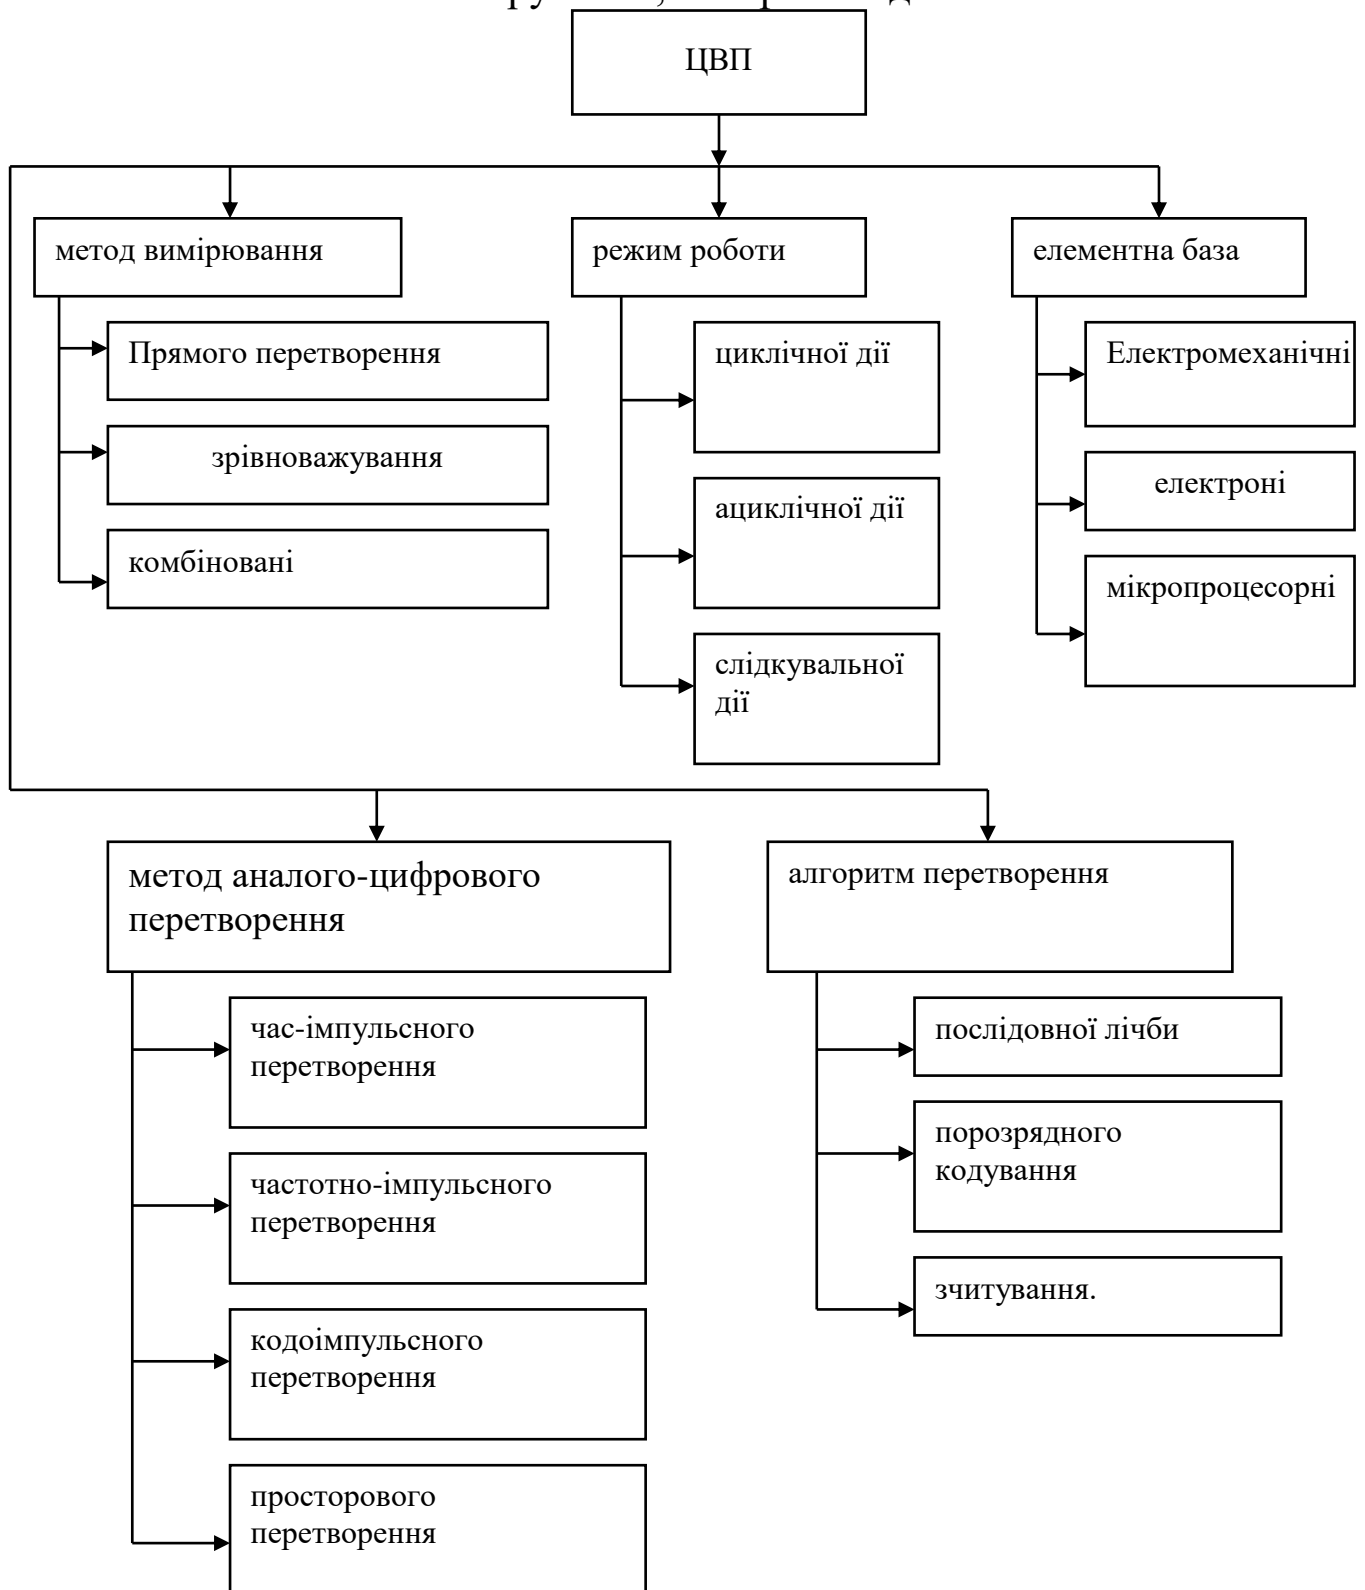 ЦВП
метод вимірювання
режим роботи
елементна база
Прямого перетворення
зрівноважування
комбіновані
циклічної дії
ациклічної дії
слідкувальної
дії
Електромеханічні
електроні
мікропроцесорні
метод аналого-цифрового
перетворення
алгоритм перетворення
час-імпульсного
перетворення
частотно-імпульсного
перетворення
кодоімпульсного
перетворення
просторового
перетворення
послідовної лічби
порозрядного
кодування
зчитування.